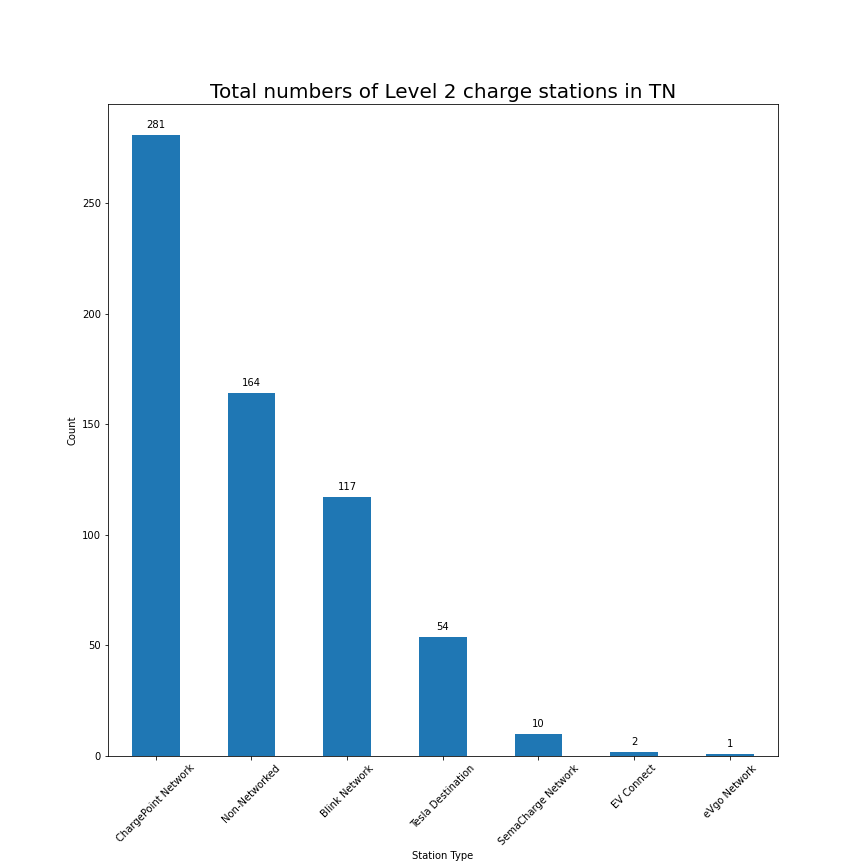 Total numbers of Level 2 charge stations in TN
281
164
117
54
10
2
1
250
200
150
100
50
0
Count
ChargePoint Network
Non-Networked
Blink Network
Tesla Destination
SemaCharge Network
EV Connect
eVgo Network
Station Type